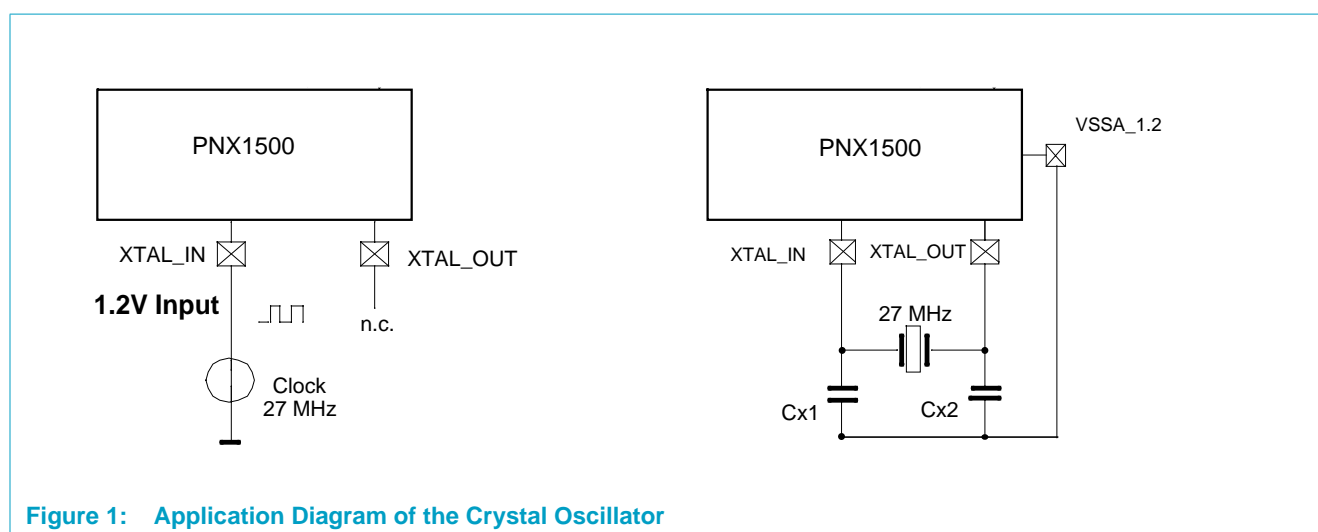 PNX1500
XTAL_IN
XTAL_OUT
1.2V Input
n.c.
Clock
27 MHz
PNX1500
VSSA_1.2
XTAL_IN
XTAL_OUT
27 MHz
Cx1
Cx2
Figure 1: Application Diagram of the Crystal Oscillator